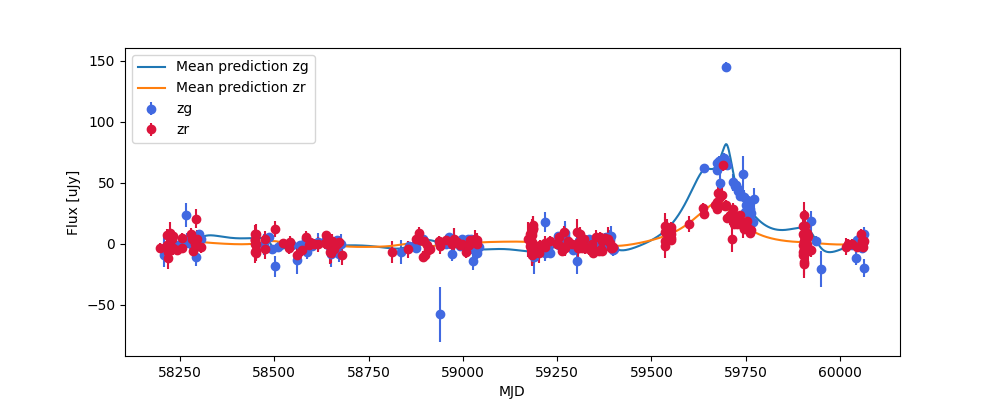 Mean prediction zg
Mean prediction zr
zg
zr
150
100
50
0
−50
Flux [uJy]
58250
58500
58750
59000
59250
59500
59750
60000
MJD